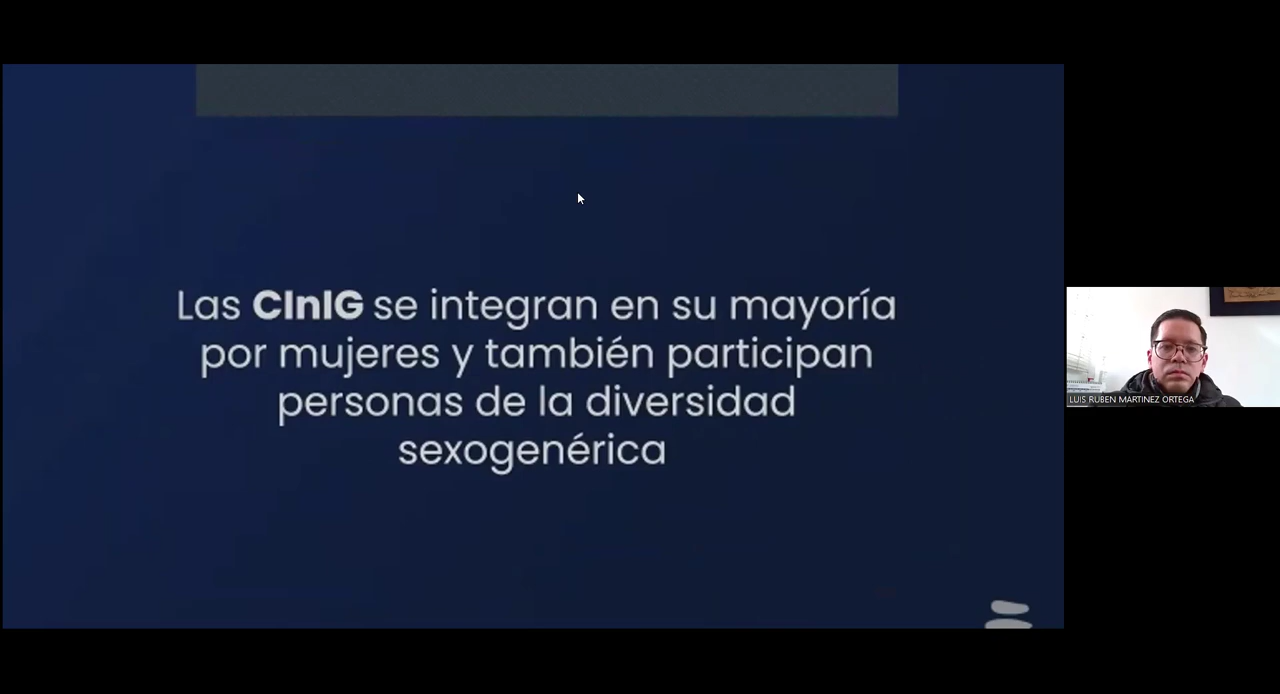 Las CInIG se integran en su mayoría
por mujeres y también participan
personas de la diversidad
sexogenérica
LUIS RUBEN MARTINEZ ORTEGA